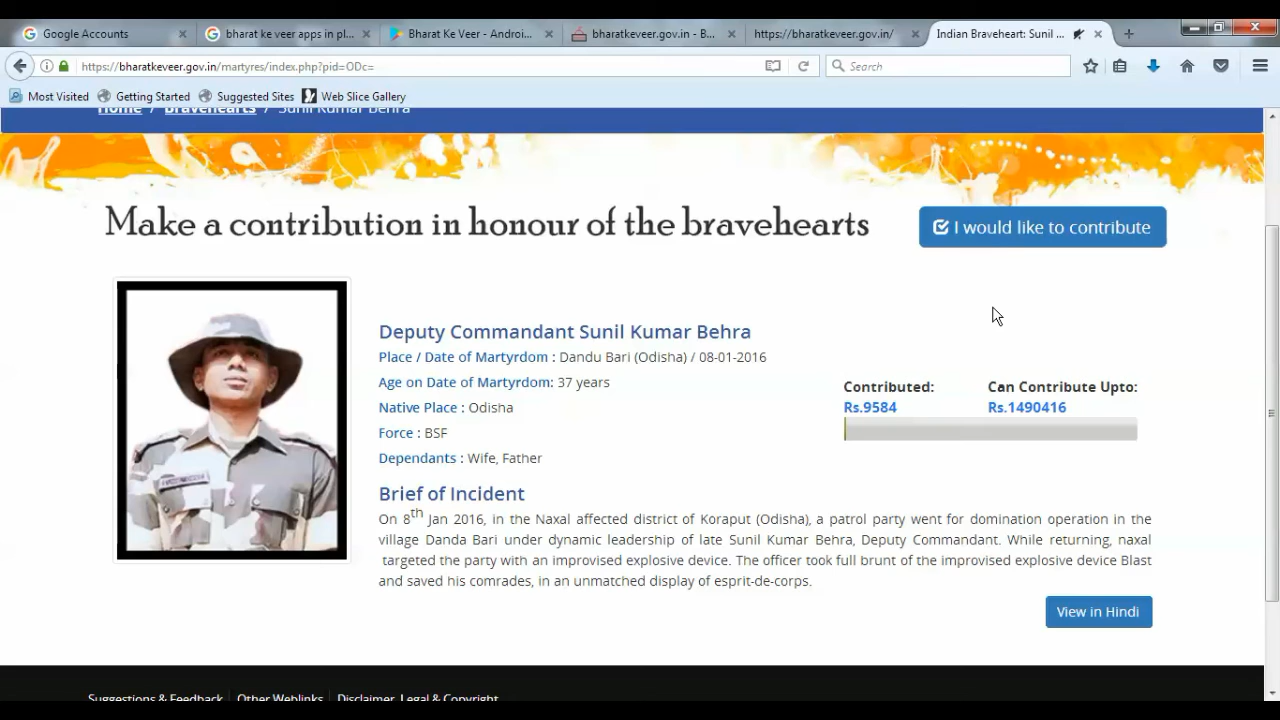 Google Accounts
bharat ke veer apps in pl...
Bharat Ke Veer - Androi...
bharatkeveer.gov.in - B...
https://bharatkeveer.gov.in/
Indian Braveheart: Sunil ...
https://bharatkeveer.gov.in/martyres/index.php?pid=ODc=
Search
Most Visited
Getting Started
Suggested Sites
Web Slice Gallery
Home / Bravehearts / Sunil Kumar Behra
Make a contribution in honour of the bravehearts
I would like to contribute
Deputy Commandant Sunil Kumar Behra
Place / Date of Martyrdom : Dandu Bari (Odisha) / 08-01-2016
Age on Date of Martyrdom: 37 years
Native Place : Odisha
Force : BSF
Dependants : Wife, Father
Contributed:
Rs.9584
Can Contribute Upto:
Rs.1490416
Brief of Incident
On 8th Jan 2016, in the Naxal affected district of Koraput (Odisha), a patrol party went for domination operation in the
village Danda Bari under dynamic leadership of late Sunil Kumar Behra, Deputy Commandant. While returning, naxal
targeted the party with an improvised explosive device. The officer took full brunt of the improvised explosive device Blast
and saved his comrades, in an unmatched display of esprit-de-corps.
View in Hindi
Suggestions & Feedback
Other Weblinks
Disclaimer, Legal & Copyright